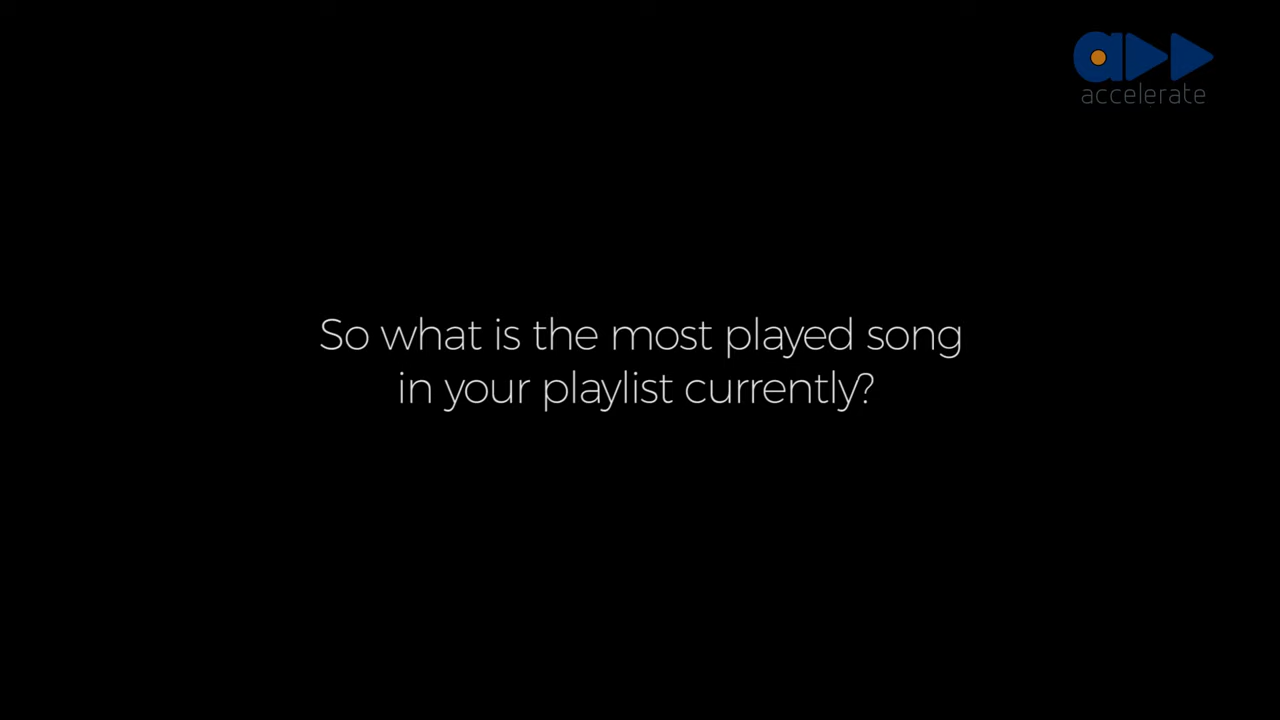 accelerate
So what is the most played song
in your playlist currently?